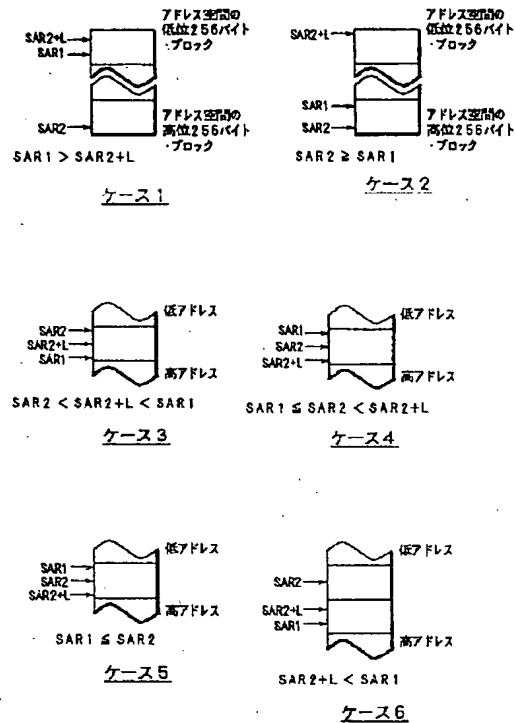 SAR2+L
SAR1
アドレス空間の
低位256バイト
・ブロック
SAR2
アドレス空間の
高位256バイト
・ブロック
SAR1 > SAR2+L
ケース1
SAR2+L
アドレス空間の
低位256バイト
・ブロック
SAR1
SAR2
アドレス空間の
高位256バイト
・ブロック
SAR2 ≧ SAR1
ケース2
低アドレス
SAR2
SAR2+L
SAR1
高アドレス
SAR2 < SAR2+L < SAR1
ケース3
低アドレス
SAR1
SAR2
SAR2+L
高アドレス
SAR1 ≦ SAR2 < SAR2+L
ケース4
低アドレス
SAR1
SAR2
SAR2+L
高アドレス
SAR1 ≦ SAR2
ケース5
低アドレス
SAR2
SAR2+L
SAR1
高アドレス
SAR2+L < SAR1
ケース6